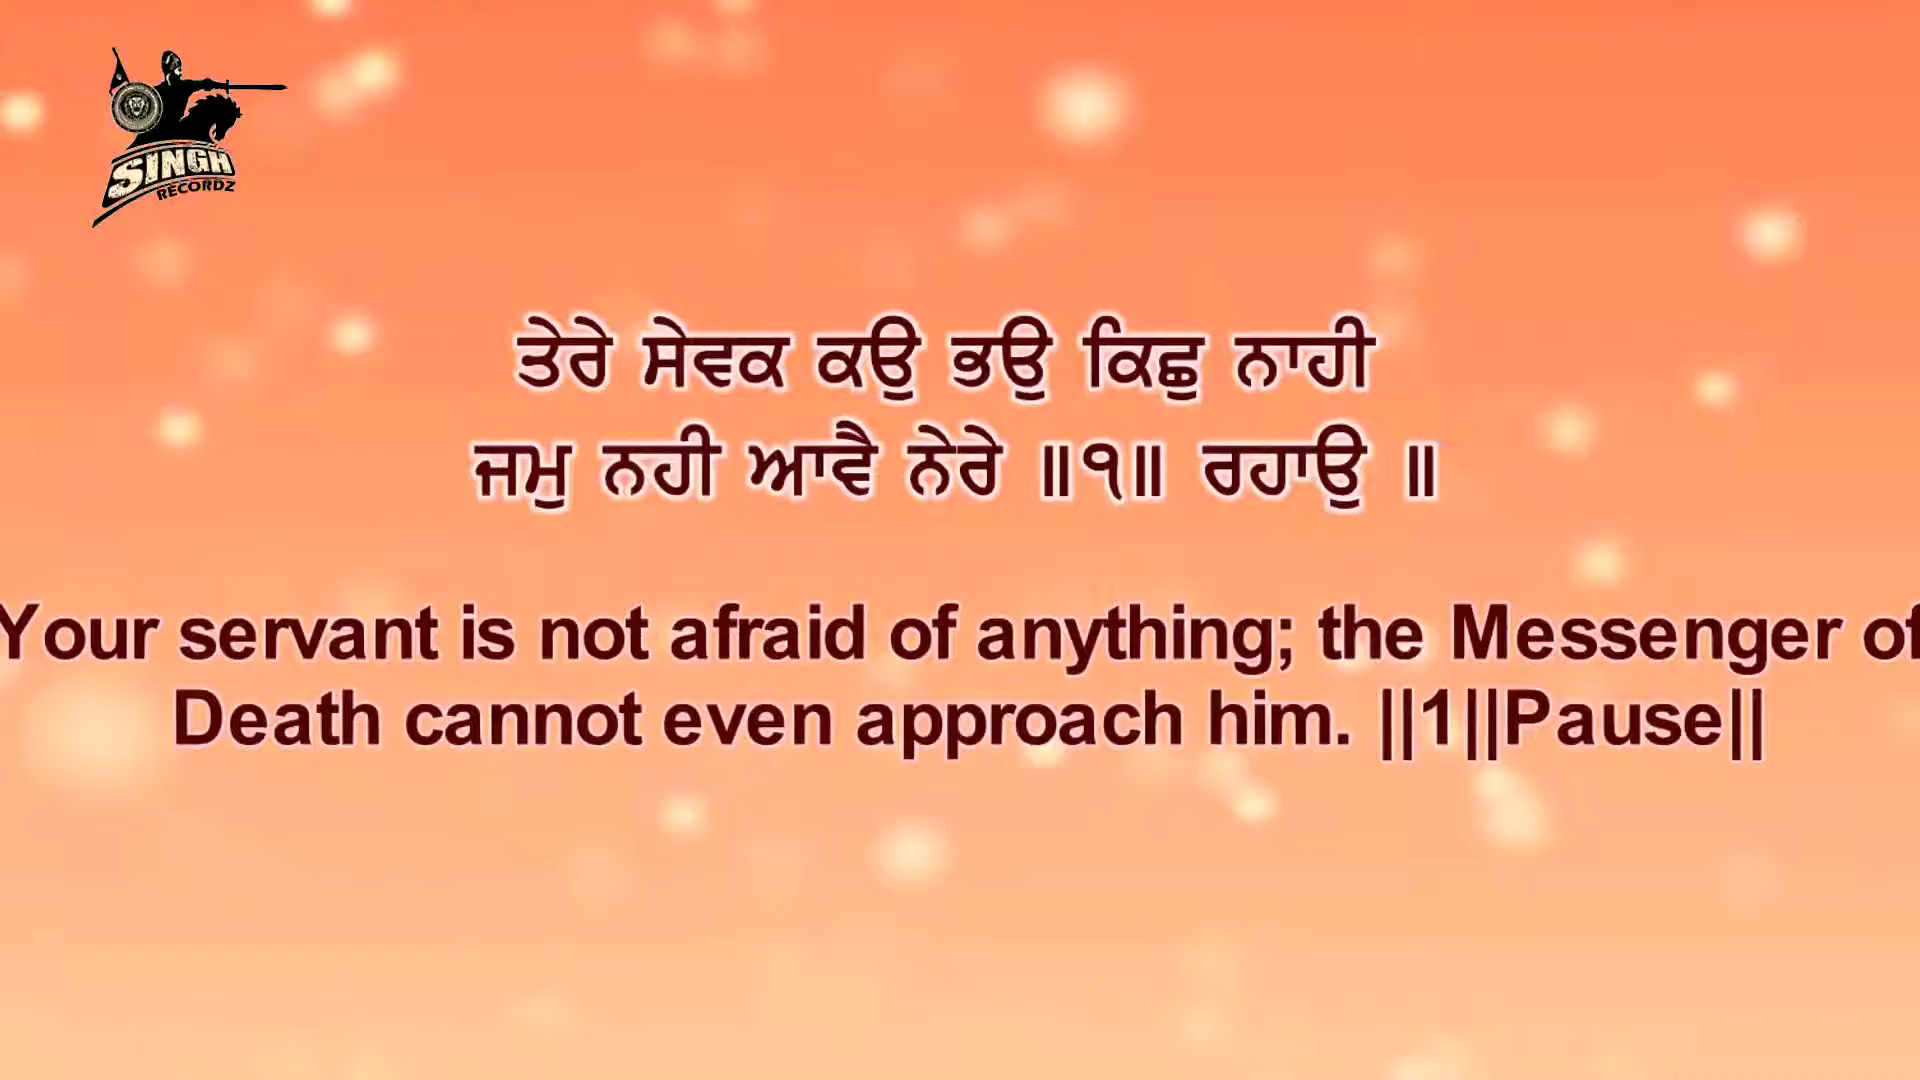 SINGH
RECORDZ
ਤੇਰੇ ਸੇਵਕ ਕਉ ਭਉ ਕਿਛੁ ਨਾਹੀ
ਜਮੁ ਨਹੀ ਆਵੈ ਨੇਰੇ ॥੧॥ ਰਹਾਉ ॥
Your servant is not afraid of anything; the Messenger of
Death cannot even approach him. ||1||Pause||